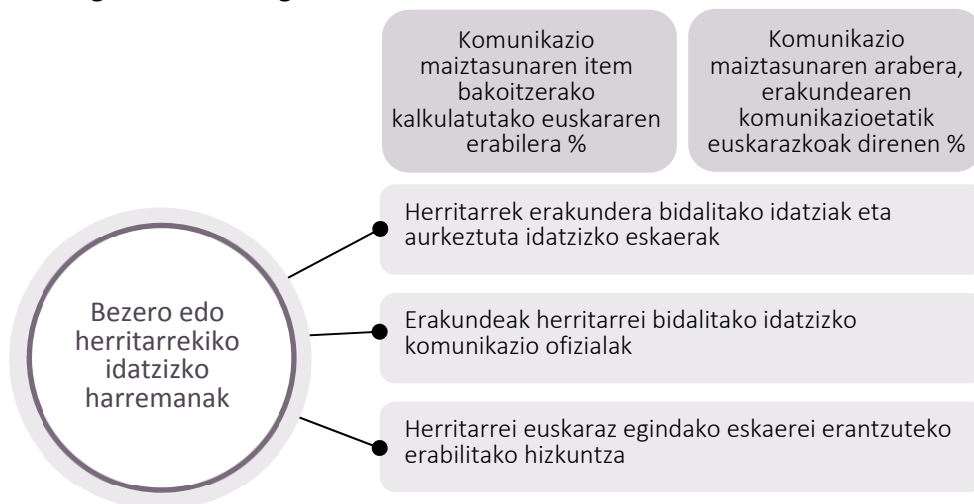 Komunikazio
maiztasunaren item
bakoitzerako
kalkulatutako euskararen
erabilera %
Komunikazio
maiztasunaren arabera,
erakundearen
komunikazioetatik
euskarazkoak direnen %
Bezero edo
herritarrekiko
idatzizko
harremanak
Herritarrek erakundera bidalitako idatziak eta
aurkeztuta idatzizko eskaerak
Erakundeak herritarrei bidalitako idatzizko
komunikazio ofizialak
Herritarrei euskaraz egindako eskaerei erantzuteko
erabilitako hizkuntza